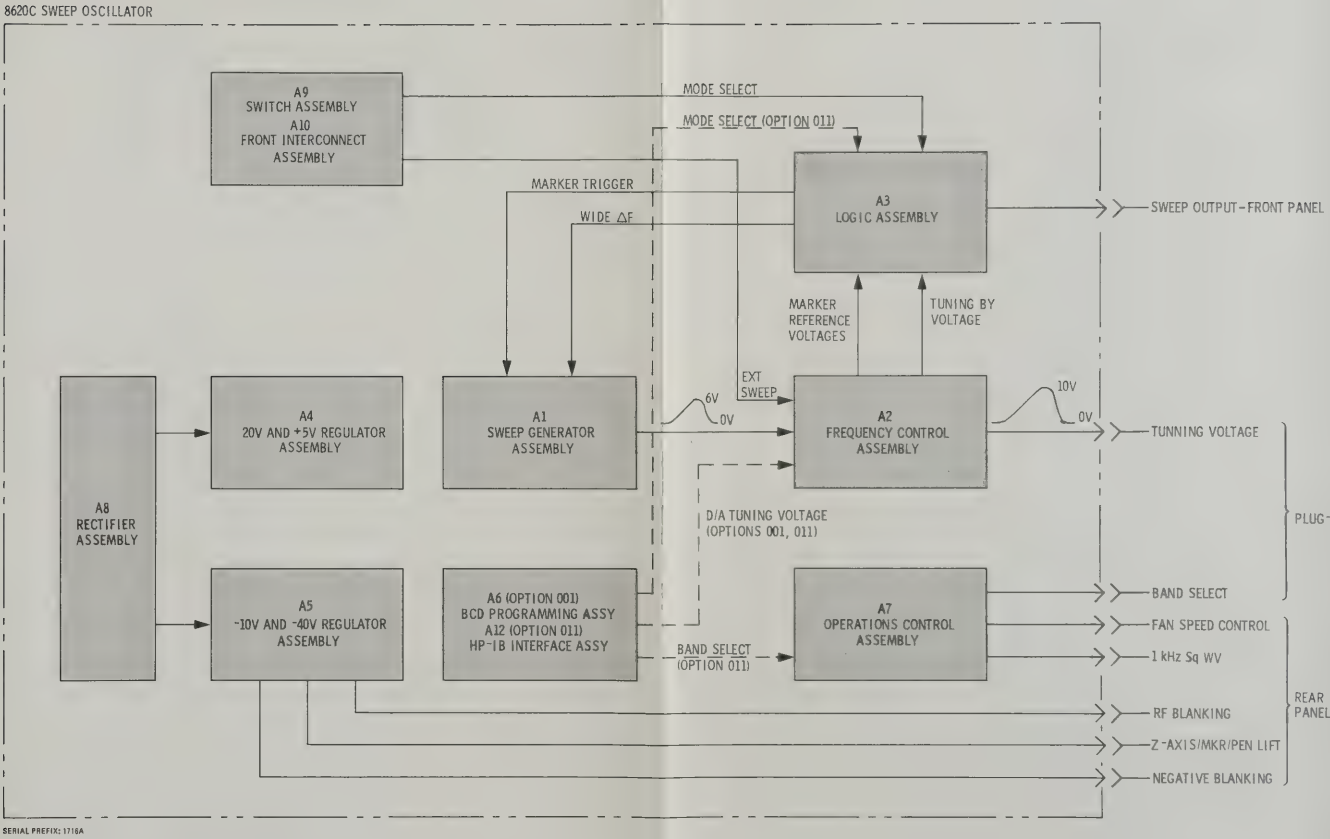 8620C SWEEP OSCILLATOR
A9
SWITCH ASSEMBLY
A10
FRONT INTERCONNECT
ASSEMBLY
MODE SELECT
MODE SELECT (OPTION 011)
MARKER TRIGGER
WIDE ΔF
A3
LOGIC ASSEMBLY
SWEEP OUTPUT-FRONT PANEL
MARKER
REFERENCE
VOLTAGES
TUNING BY
VOLTAGE
A8
RECTIFIER
ASSEMBLY
A4
20V AND +5V REGULATOR
ASSEMBLY
A1
SWEEP GENERATOR
ASSEMBLY
6V
0V
EXT
SWEEP
A2
FREQUENCY CONTROL
ASSEMBLY
10V
0V
TUNNING VOLTAGE
D/A TUNING VOLTAGE
(OPTIONS 001, 011)
PLUG-
A5
-10V AND -40V REGULATOR
ASSEMBLY
A6 (OPTION 001)
BCD PROGRAMMING ASSY
A12 (OPTION 011)
HP-IB INTERFACE ASSY
BAND SELECT
(OPTION 011)
A7
OPERATIONS CONTROL
ASSEMBLY
BAND SELECT
FAN SPEED CONTROL
1 kHz Sq WV
RF BLANKING
Z-AXIS/MKR/PEN LIFT
NEGATIVE BLANKING
REAR
PANEL
SERIAL PREFIX: 1716A